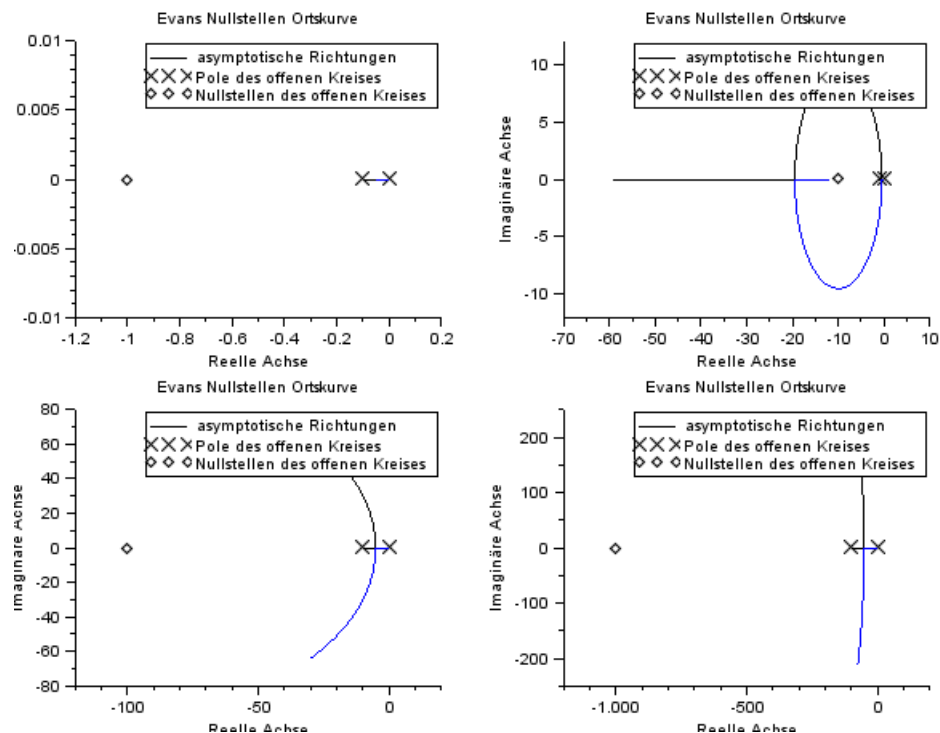 Evans Nullstellen Ortskurve
asymptotische Richtungen
Pole des offenen Kreises
Nullstellen des offenen Kreises
0.01
0.005
0
-0.005
-0.01
-1.2 -1 -0.8 -0.6 -0.4 -0.2 0 0.2
Reelle Achse
Evans Nullstellen Ortskurve
asymptotische Richtungen
Pole des offenen Kreises
Nullstellen des offenen Kreises
Imaginäre Achse
10
5
0
-5
-10
-70 -60 -50 -40 -30 -20 -10 0 10
Reelle Achse
Evans Nullstellen Ortskurve
asymptotische Richtungen
Pole des offenen Kreises
Nullstellen des offenen Kreises
Imaginäre Achse
80
60
40
20
0
-20
-40
-60
-80
-100 -50 0
Reelle Achse
Evans Nullstellen Ortskurve
asymptotische Richtungen
Pole des offenen Kreises
Nullstellen des offenen Kreises
Imaginäre Achse
200
100
0
-100
-200
-1.000 -500 0
Reelle Achse